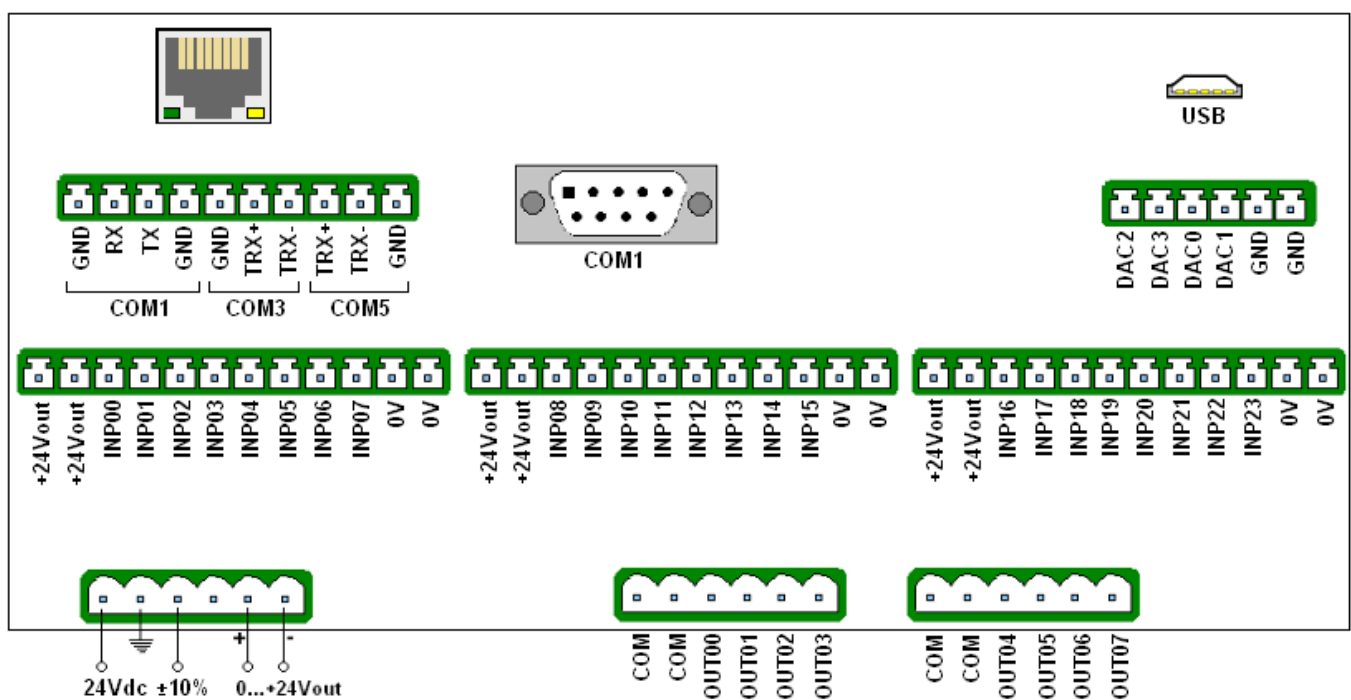 USB
GND RX TX GND GND TRX+ TRX- TRX+ TRX- GND
COM1 COM3 COM5
COM1
DAC2 DAC3 DAC0 DAC1 GND GND
+24Vout +24Vout INP00 INP01 INP02 INP03 INP04 INP05 INP06 INP07 0V 0V
+24Vout +24Vout INP08 INP09 INP10 INP11 INP12 INP13 INP14 INP15 0V 0V
+24Vout +24Vout INP16 INP17 INP18 INP19 INP20 INP21 INP22 INP23 0V 0V
+ -
24Vdc ±10% 0...+24Vout
COM COM OUT00 OUT01 OUT02 OUT03
COM COM OUT04 OUT05 OUT06 OUT07